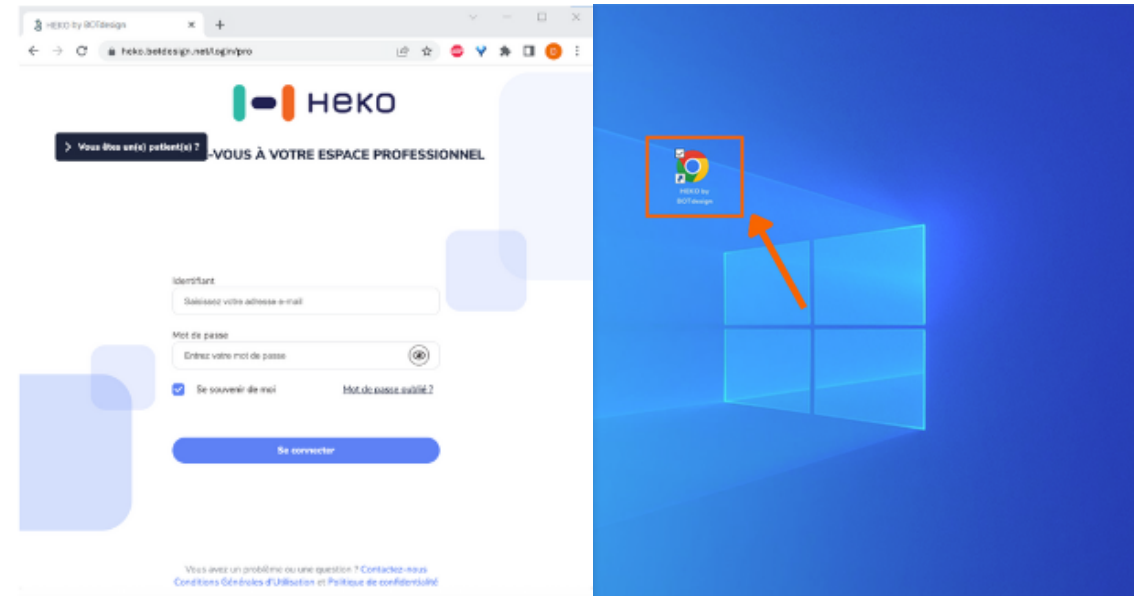 HEKO by BOTdesign
heko.botdesign.net/login/pro
D
HEKO
Vous êtes un(e) patient(e) ?
-VOUS À VOTRE ESPACE PROFESSIONNEL
Identifiant
Saisissez votre adresse e-mail
Mot de passe
Entrez votre mot de passe
Se souvenir de moi
Mot de passe oublié ?
Se connecter
Vous avez un problème ou une question ? Contactez-nous
Conditions Générales d'Utilisation et Politique de confidentialité
HEKO by
BOTdesign